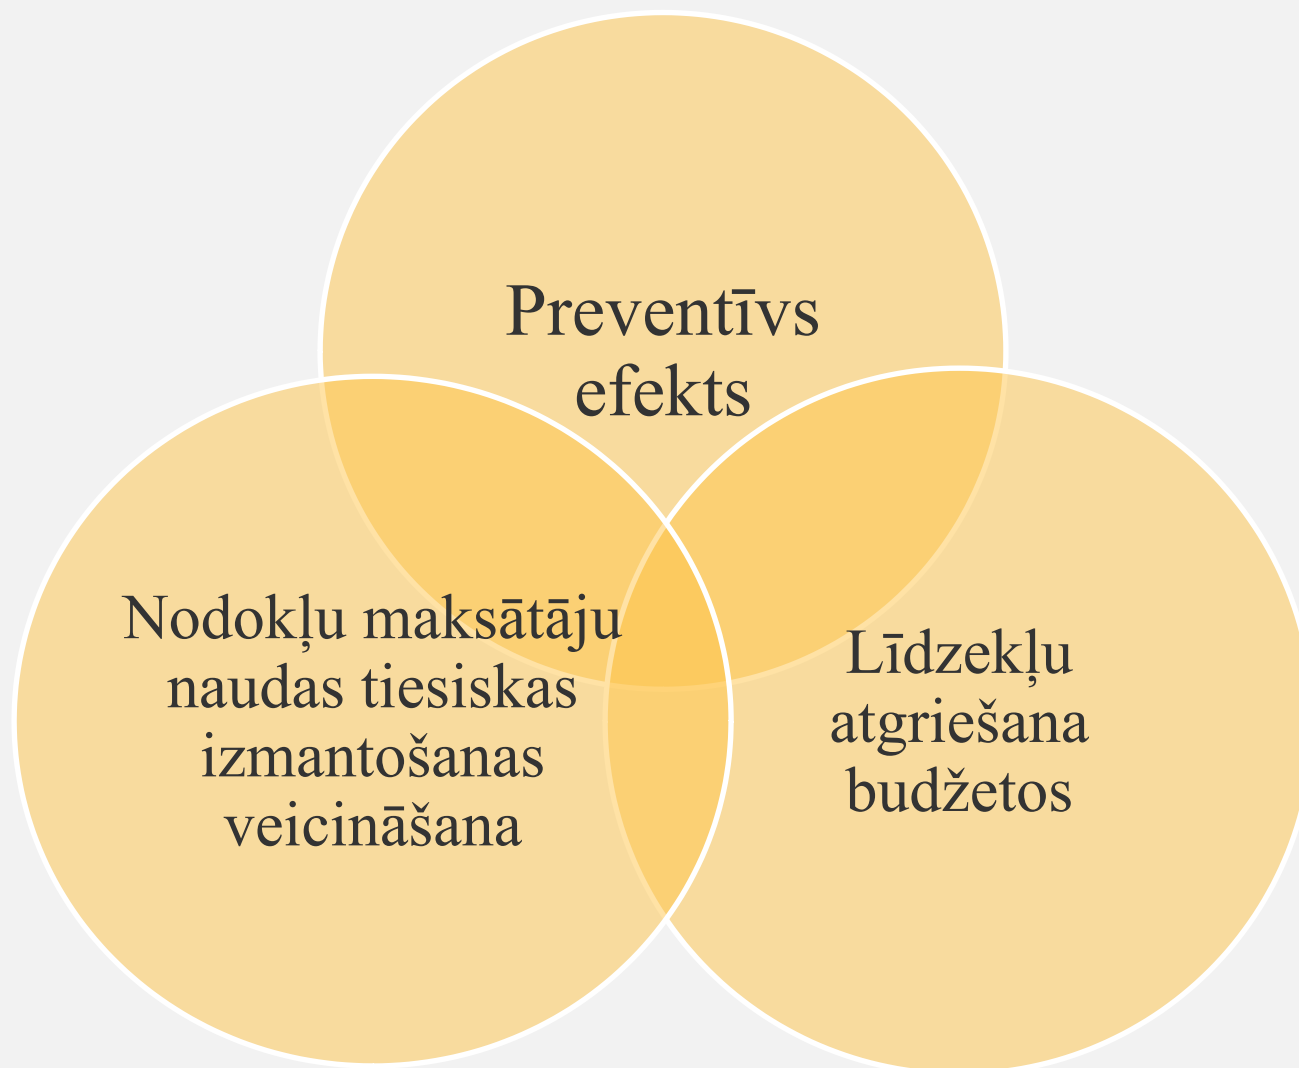 Preventīvs
efekts
Nodokļu maksātāju
naudas tiesiskas
izmantošanas
veicināšana
Līdzekļu
atgriešana
budžetos